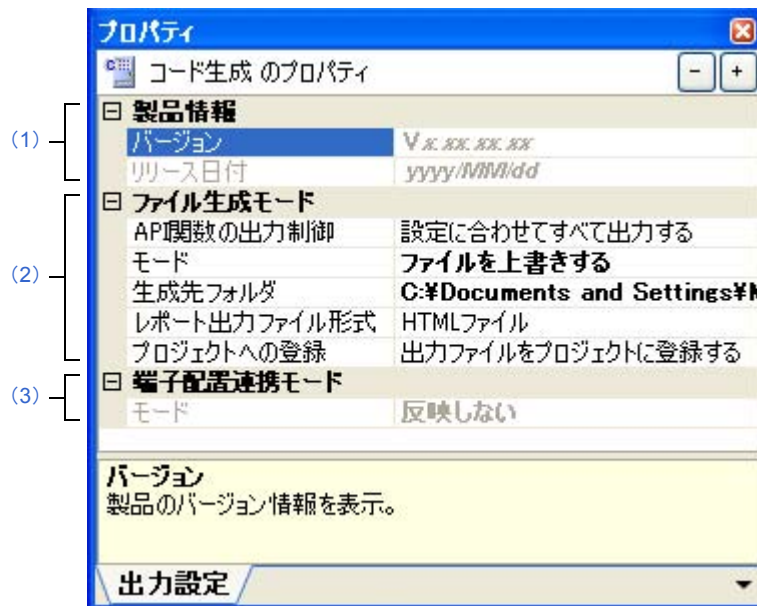 プロパティ
コード生成 のプロパティ
(1)
製品情報
バージョン Vx.xx.xx.xx
リリース日付 yyyy/MM/dd
(2)
ファイル生成モード
API関数の出力制御 設定に合わせてすべて出力する
モード ファイルを上書きする
生成先フォルダ C:¥Documents and Settings¥
レポート出力ファイル形式 HTMLファイル
プロジェクトへの登録 出力ファイルをプロジェクトに登録する
(3)
端子配置連携モード
モード 反映しない
バージョン
製品のバージョン情報を表示。
出力設定